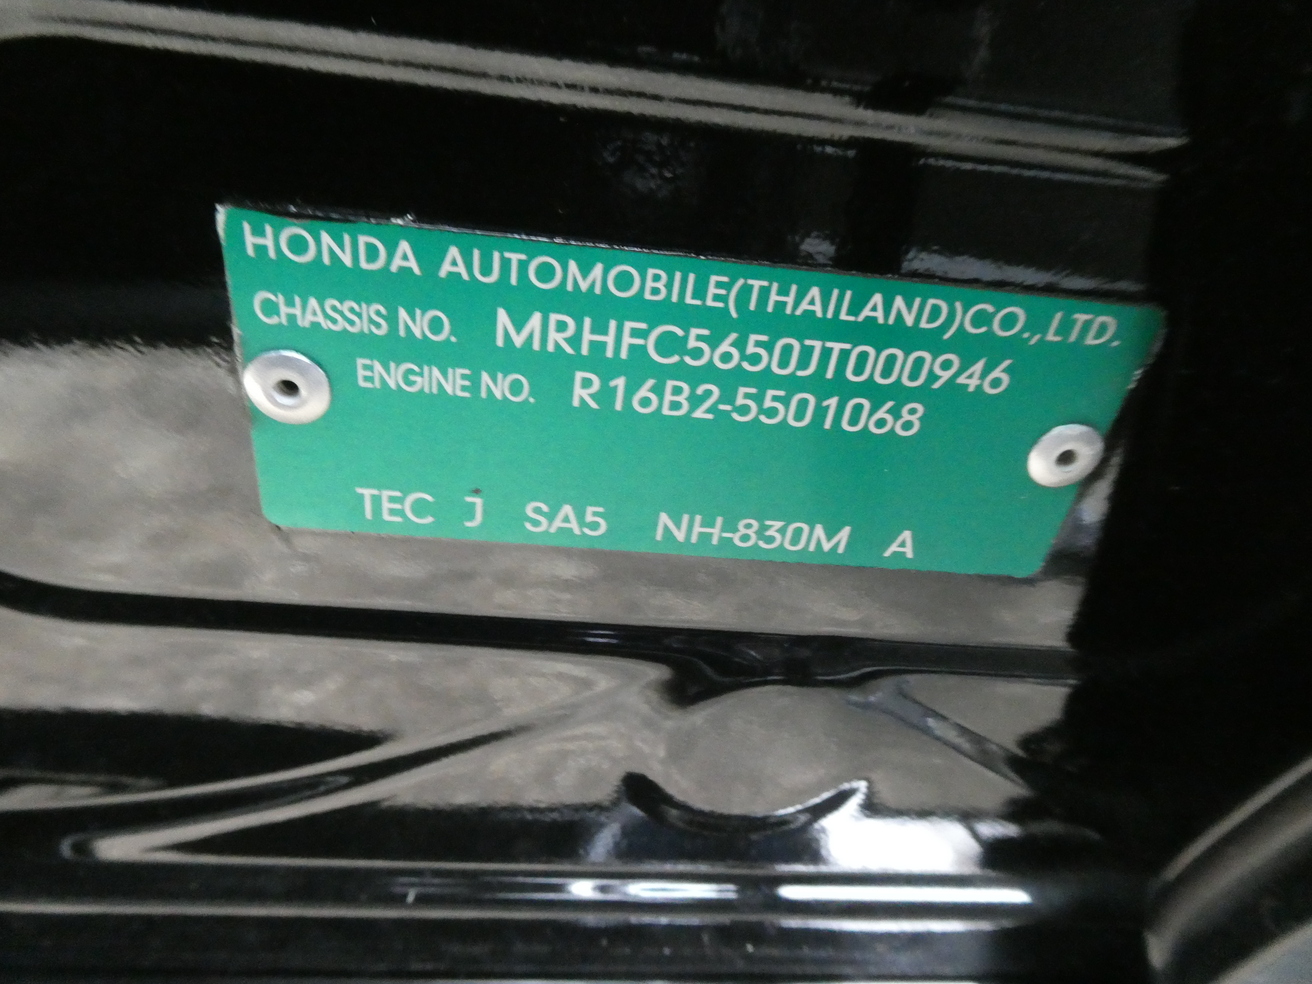 HONDA AUTOMOBILE(THAILAND)CO.,LTD.
CHASSIS NO. MRHFC5650JT000946
ENGINE NO. R16B2-5501068
TEC J SA5 NH-830M A